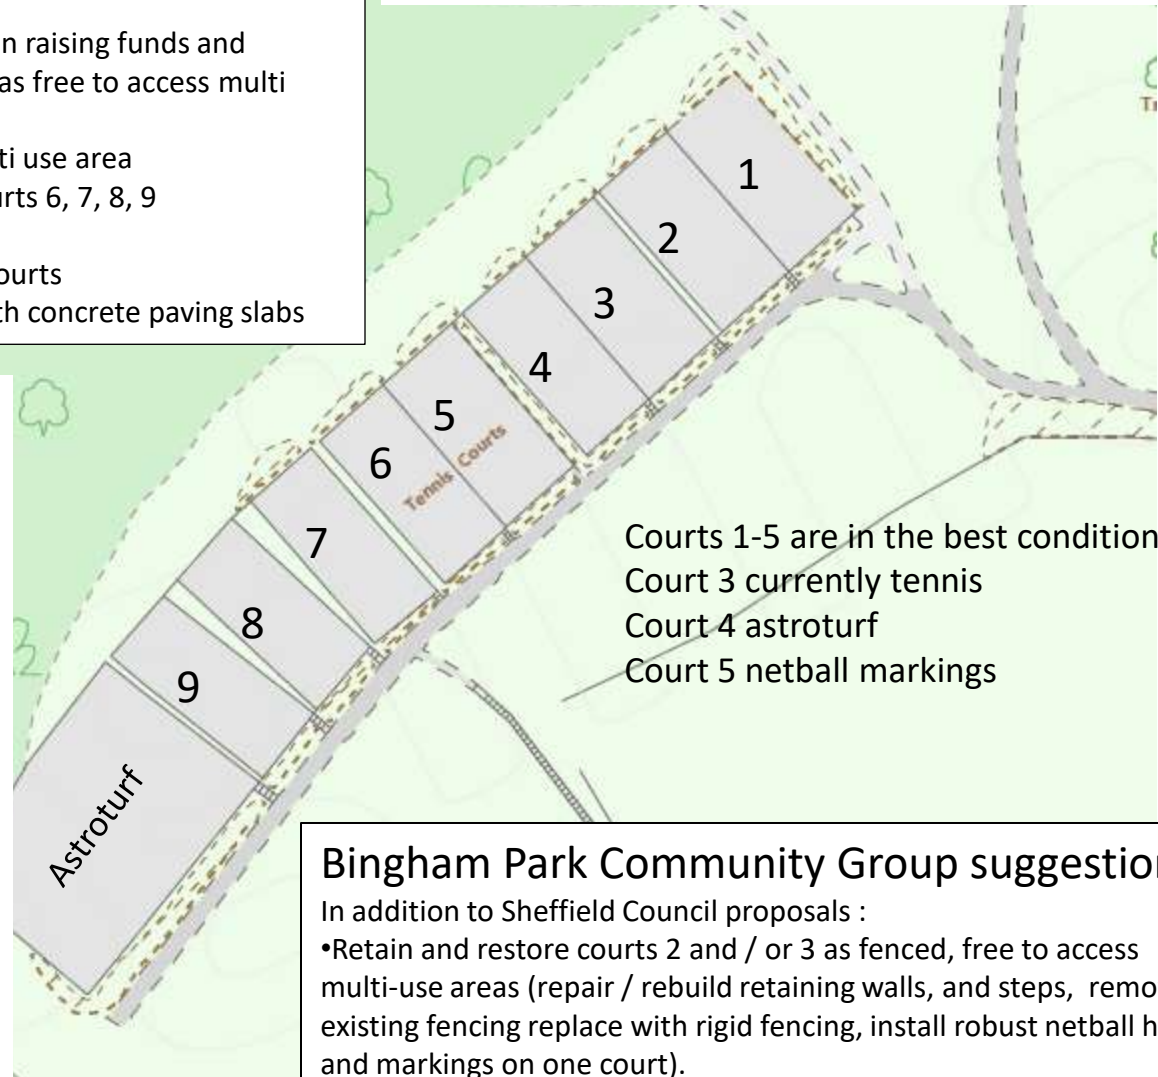 n raising funds and
as free to access multi
ti use area
rts 6, 7, 8, 9
ourts
th concrete paving slabs
Tr
1
2
3
4
5
6
Tennis Courts
7
8
9
Astroturf
Courts 1-5 are in the best condition
Court 3 currently tennis
Court 4 astroturf
Court 5 netball markings
Bingham Park Community Group suggestion
In addition to Sheffield Council proposals :
•Retain and restore courts 2 and / or 3 as fenced, free to access
multi-use areas (repair / rebuild retaining walls, and steps, remo
existing fencing replace with rigid fencing, install robust netball h
and markings on one court).